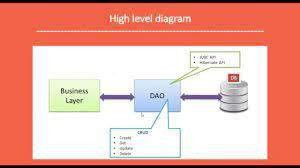 High level diagram
JDBC API
Hibernate API
DB
Business
Layer
DAO
CRUD
Create
Get
Update
Delete